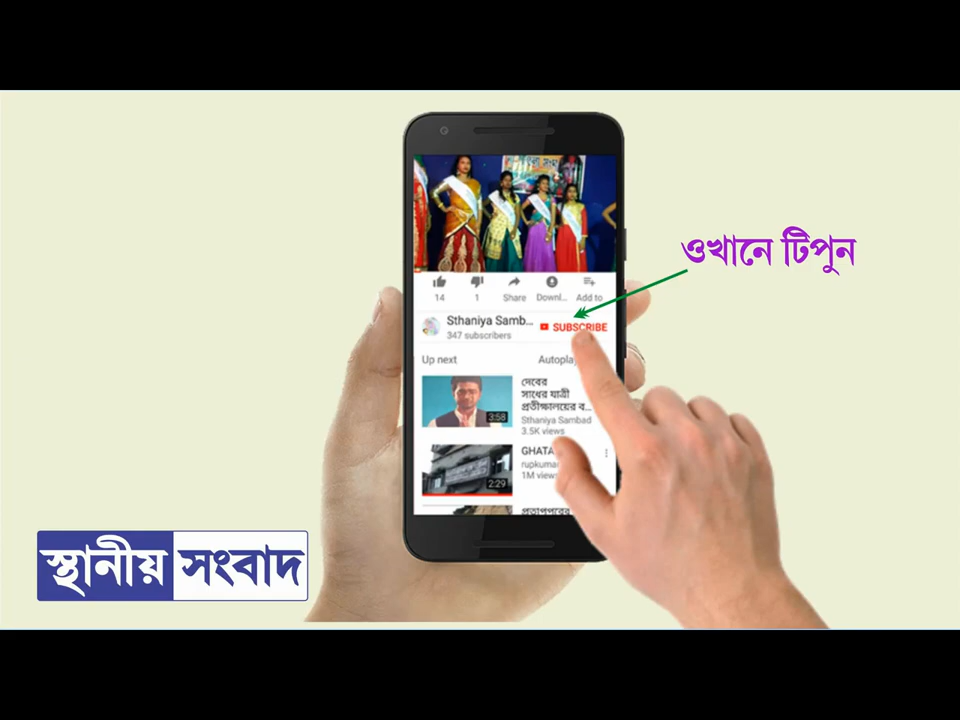 ওখানে টিপুন
14
1
Share
Downl...
Add to
Sthaniya Samb...
SUBSCRIBE
347 subscribers
Up next
Autoplay
3:58
দেবের
সাধের যাত্রী
প্রতীক্ষালয়ের ব...
Sthaniya Sambad
3.5K views
2:29
GHATA
rupkuma
1M views
স্থানীয় সংবাদ